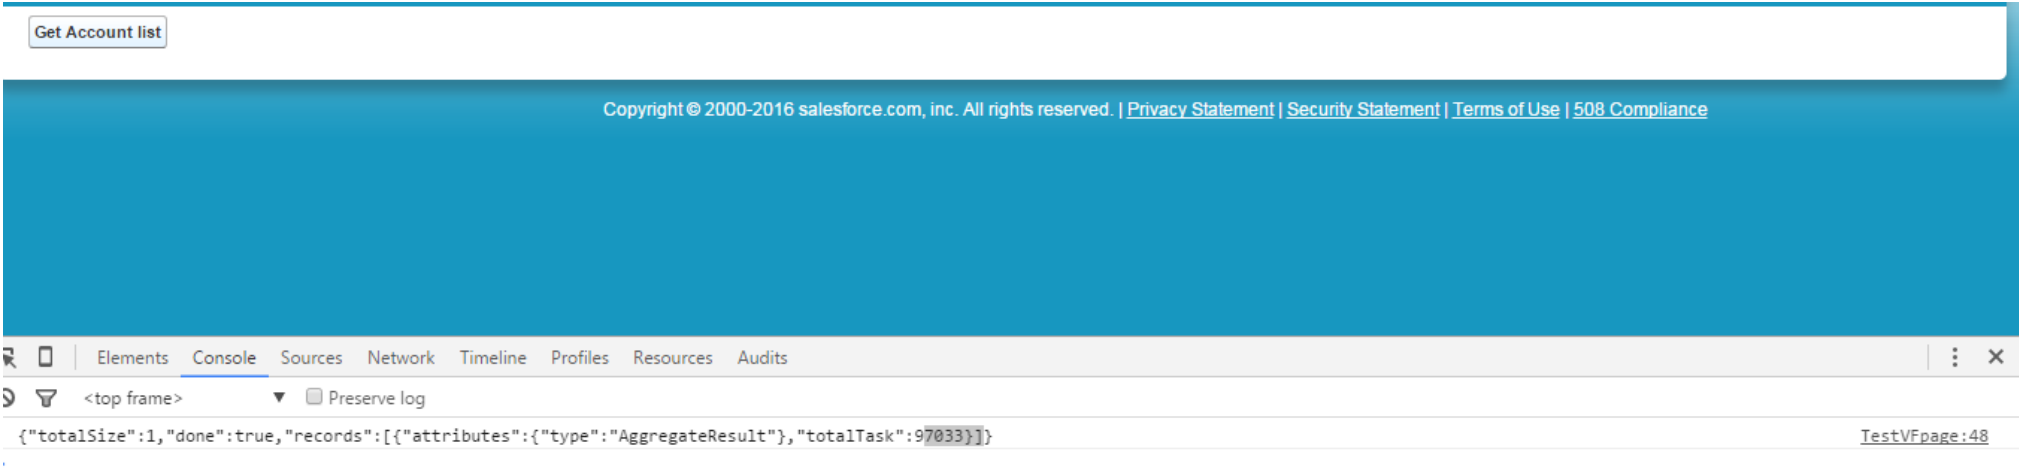 Get Account list
Copyright © 2000-2016 salesforce.com, inc. All rights reserved. | Privacy Statement | Security Statement | Terms of Use | 508 Compliance
Elements Console Sources Network Timeline Profiles Resources Audits
<top frame> ▼ Preserve log
{"totalSize":1,"done":true,"records":[{"attributes":{"type":"AggregateResult"},"totalTask":97033}]} TestVFpage:48